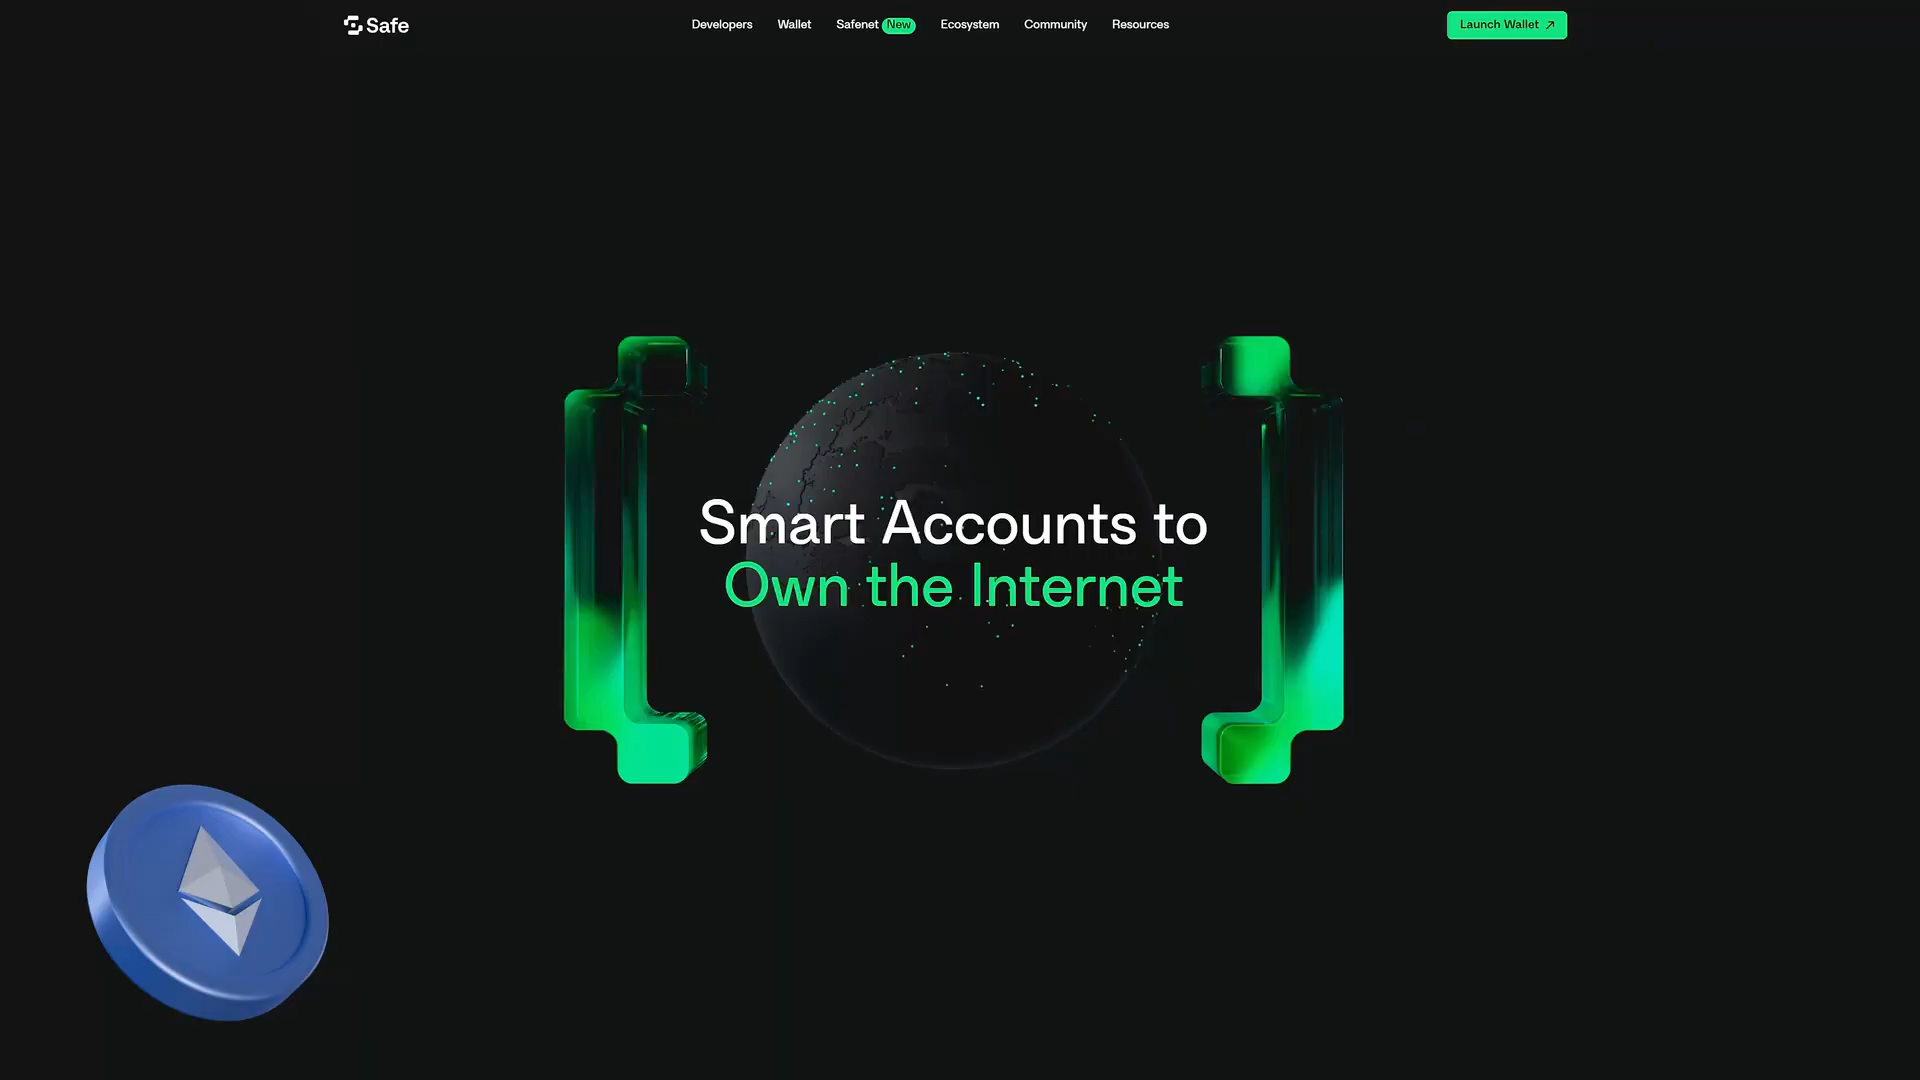 Safe
Developers
Wallet
Safenet New
Ecosystem
Community
Resources
Launch Wallet
Smart Accounts to
Own the Internet